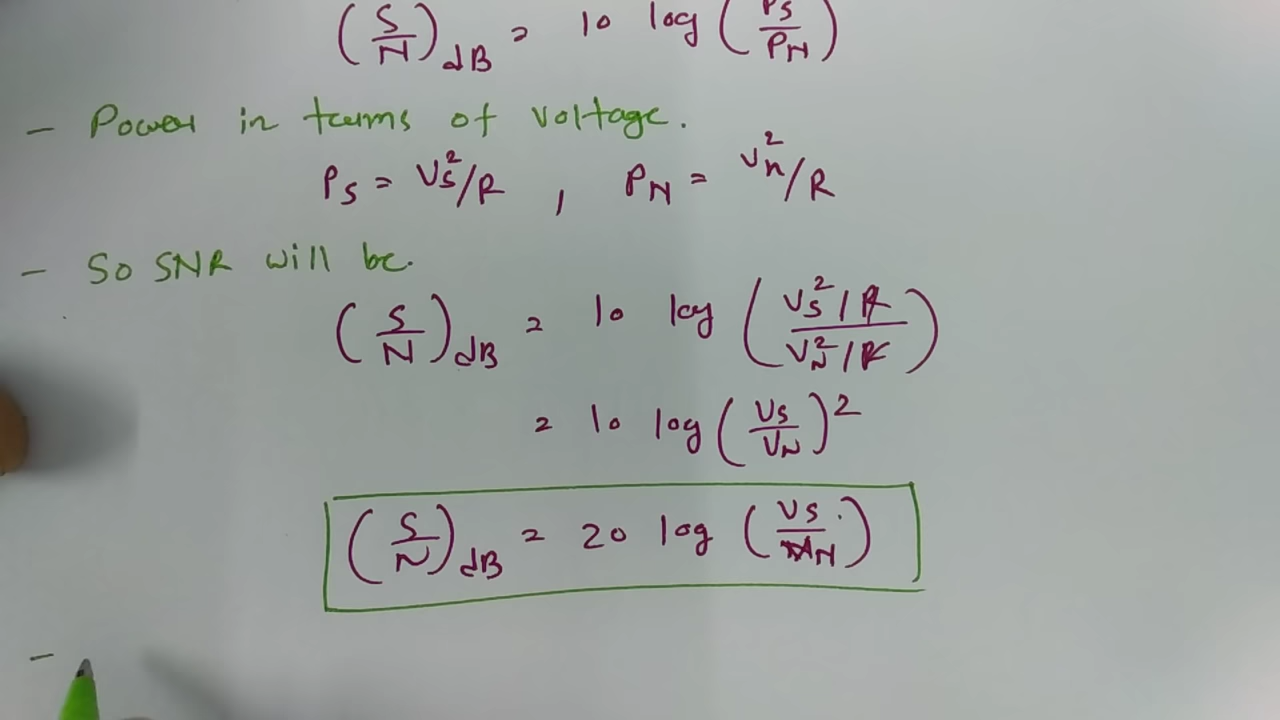 (S/N)dB = 10 log (PS/PN)
- Power in terms of voltage.
PS = VS²/R , PN = Vn²/R
- So SNR will be.
(S/N)dB = 10 log (VS²/R / VN²/R)
= 10 log (VS/VN)²
(S/N)dB = 20 log (VS/VN)
-